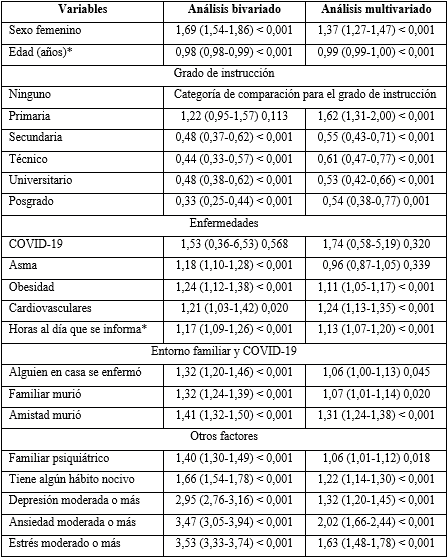 Variables Análisis bivariado Análisis multivariado
Sexo femenino 1,69 (1,54-1,86) < 0,001 1,37 (1,27-1,47) < 0,001
Edad (años)* 0,98 (0,98-0,99) < 0,001 0,99 (0,99-1,00) < 0,001
Grado de instrucción
Ninguno Categoría de comparación para el grado de instrucción
Primaria 1,22 (0,95-1,57) 0,113 1,62 (1,31-2,00) < 0,001
Secundaria 0,48 (0,37-0,62) < 0,001 0,55 (0,43-0,71) < 0,001
Técnico 0,44 (0,33-0,57) < 0,001 0,61 (0,47-0,77) < 0,001
Universitario 0,48 (0,38-0,62) < 0,001 0,53 (0,42-0,66) < 0,001
Posgrado 0,33 (0,25-0,44) < 0,001 0,54 (0,38-0,77) 0,001
Enfermedades
COVID-19 1,53 (0,36-6,53) 0,568 1,74 (0,58-5,19) 0,320
Asma 1,18 (1,10-1,28) < 0,001 0,96 (0,87-1,05) 0,339
Obesidad 1,24 (1,12-1,38) < 0,001 1,11 (1,05-1,17) < 0,001
Cardiovasculares 1,21 (1,03-1,42) 0,020 1,24 (1,13-1,35) < 0,001
Horas al día que se informa* 1,17 (1,09-1,26) < 0,001 1,13 (1,07-1,20) < 0,001
Entorno familiar y COVID-19
Alguien en casa se enfermó 1,32 (1,20-1,46) < 0,001 1,06 (1,00-1,13) 0,045
Familiar murió 1,32 (1,24-1,39) < 0,001 1,07 (1,01-1,14) 0,020
Amistad murió 1,41 (1,32-1,50) < 0,001 1,31 (1,24-1,38) < 0,001
Otros factores
Familiar psiquiátrico 1,40 (1,30-1,49) < 0,001 1,06 (1,01-1,12) 0,018
Tiene algún hábito nocivo 1,66 (1,54-1,78) < 0,001 1,22 (1,14-1,30) < 0,001
Depresión moderada o más 2,95 (2,76-3,16) < 0,001 1,32 (1,20-1,45) < 0,001
Ansiedad moderada o más 3,47 (3,05-3,94) < 0,001 2,02 (1,66-2,44) < 0,001
Estrés moderado o más 3,53 (3,33-3,74) < 0,001 1,63 (1,48-1,78) < 0,001